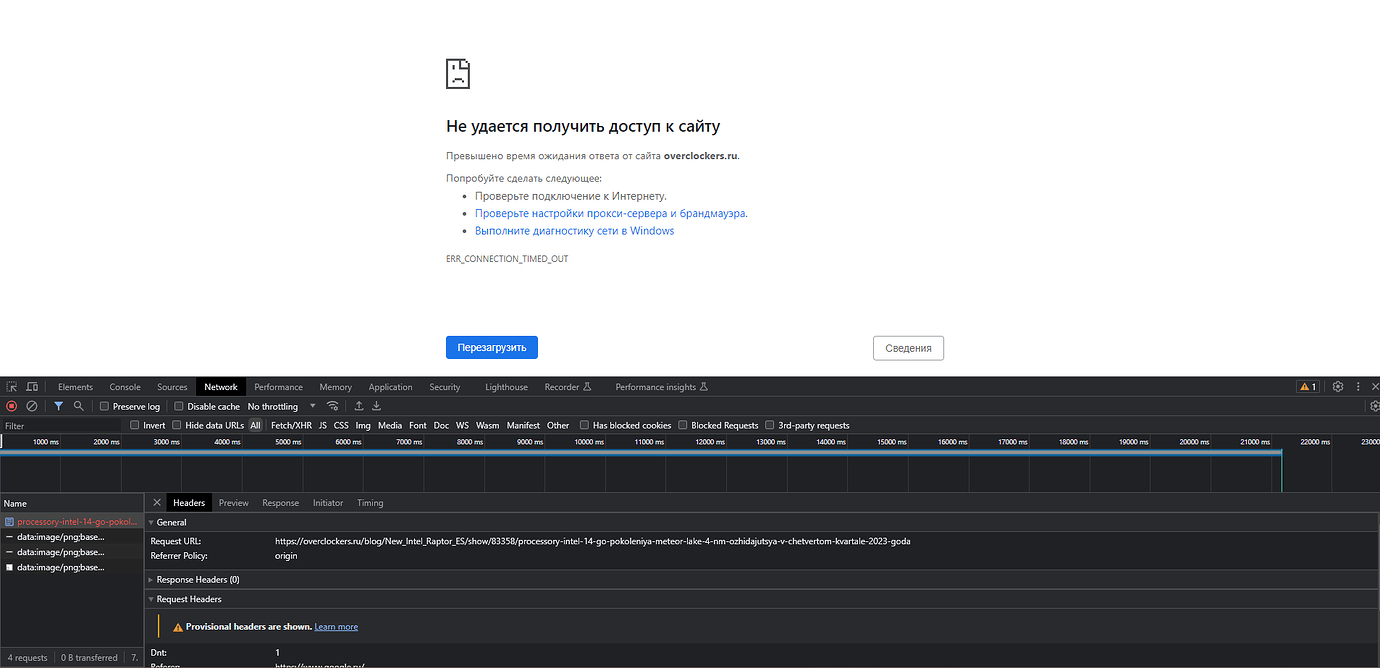 Не удается получить доступ к сайту
Превышено время ожидания ответа от сайта overclockers.ru.
Попробуйте сделать следующее:
Проверьте подключение к Интернету.
Проверьте настройки прокси-сервера и брандмауэра.
Выполните диагностику сети в Windows
ERR_CONNECTION_TIMED_OUT
Перезагрузить Сведения
Elements Console Sources Network Performance Memory Application Security Lighthouse Recorder Performance insights 1
Preserve log Disable cache No throttling
Filter Invert Hide data URLs All Fetch/XHR JS CSS Img Media Font Doc WS Wasm Manifest Other Has blocked cookies Blocked Requests 3rd-party requests
1000 ms 2000 ms 3000 ms 4000 ms 5000 ms 6000 ms 7000 ms 8000 ms 9000 ms 10000 ms 11000 ms 12000 ms 13000 ms 14000 ms 15000 ms 16000 ms 17000 ms 18000 ms 19000 ms 20000 ms 21000 ms 22000 ms 23000
Name Headers Preview Response Initiator Timing
processory-intel-14-go-pokol... General
data:image/png;base... Request URL: https://overclockers.ru/blog/New_Intel_Raptor_ES/show/83358/processory-intel-14-go-pokoleniya-meteor-lake-4-nm-ozhidajutsya-v-chetvertom-kvartale-2023-goda
data:image/png;base... Referrer Policy: origin
data:image/png;base...
Response Headers (0)
Request Headers
Provisional headers are shown. Learn more
Dnt: 1
4 requests 0 B transferred 7.
Referer: https://www.google.ru/